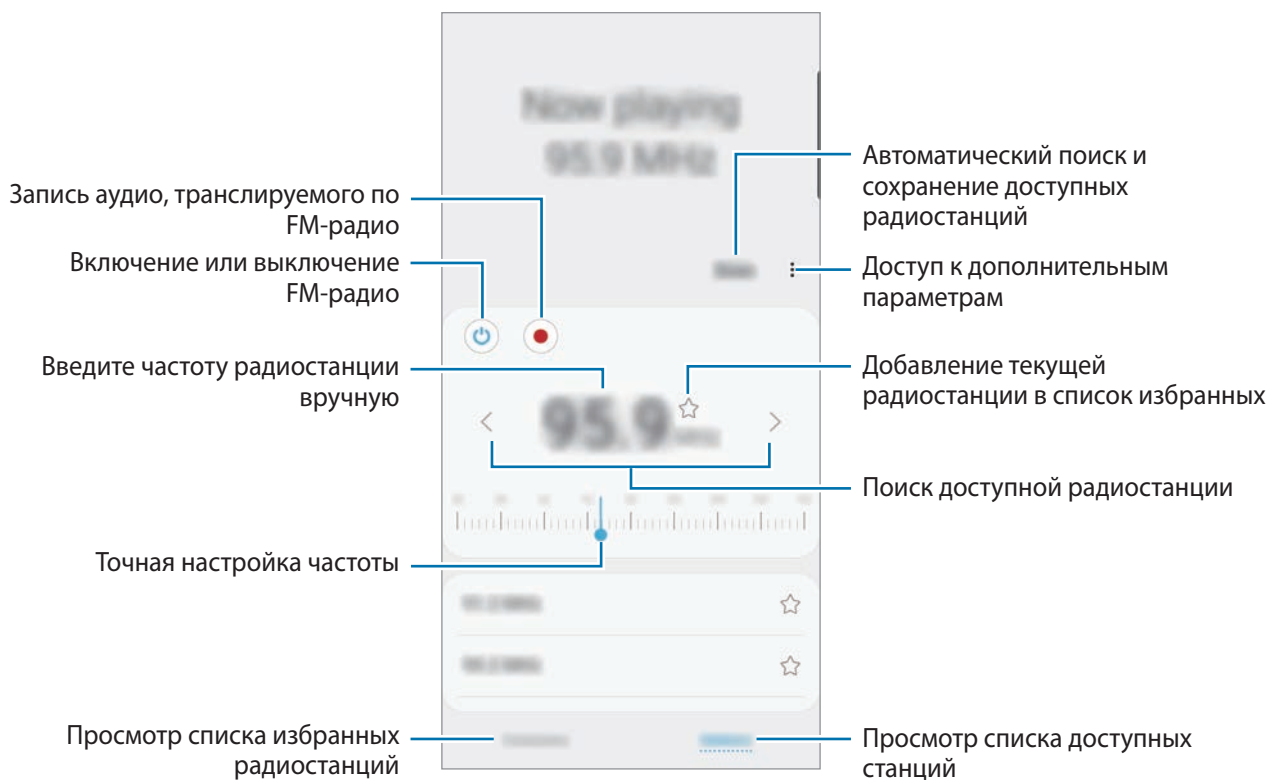 Now playing
95.9 MHz
Запись аудио, транслируемого по
FM-радио
Включение или выключение
FM-радио
Введите частоту радиостанции
вручную
Точная настройка частоты
Просмотр списка избранных
радиостанций
Автоматический поиск и
сохранение доступных
радиостанций
Доступ к дополнительным
параметрам
Добавление текущей
радиостанции в список избранных
Поиск доступной радиостанции
Просмотр списка доступных
станций
95.9